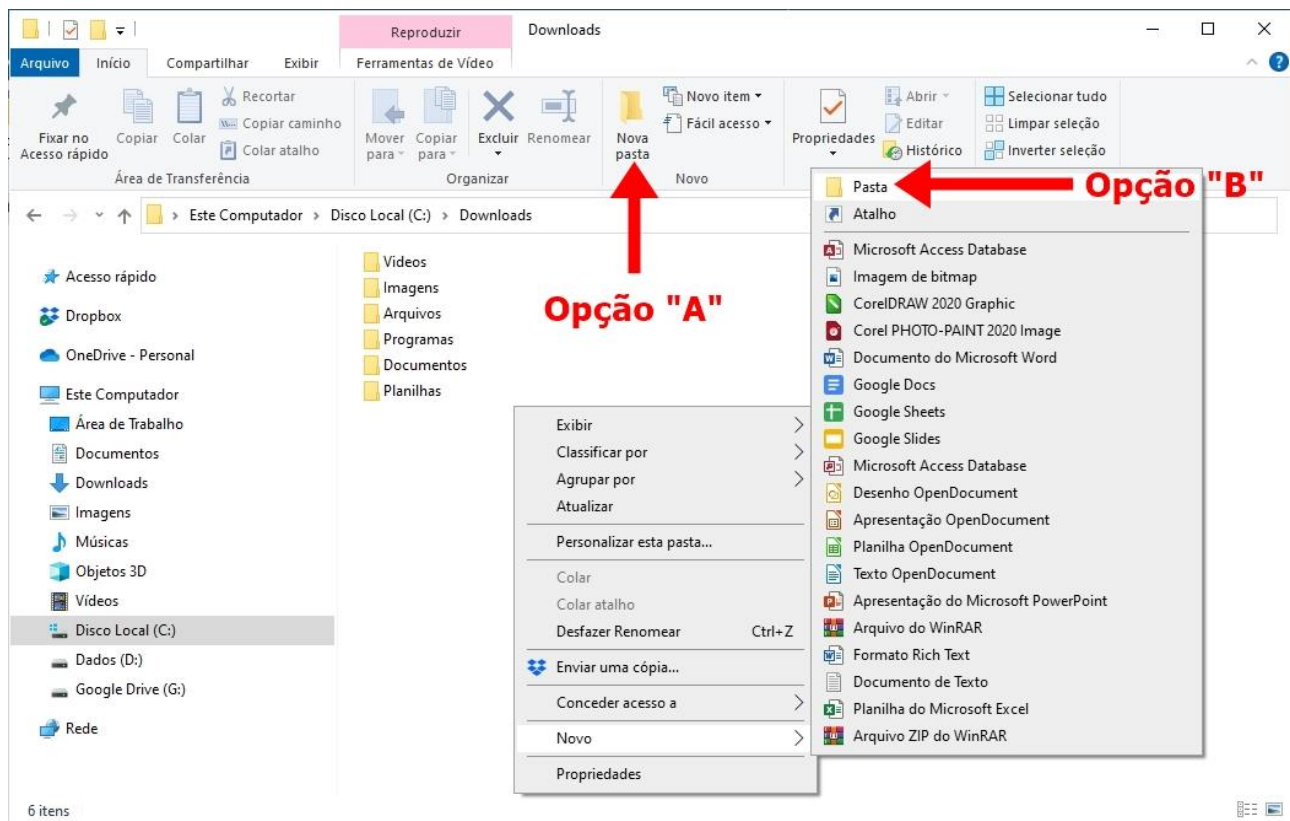 Reproduzir
Downloads
Arquivo
Início
Compartilhar
Exibir
Ferramentas de Vídeo
Fixar no
Acesso rápido
Copiar
Colar
Recortar
Copiar caminho
Colar atalho
Área de Transferência
Mover
para
Copiar
para
Excluir
Renomear
Organizar
Nova
pasta
Novo item
Fácil acesso
Novo
Propriedades
Abrir
Editar
Histórico
Selecionar tudo
Limpar seleção
Inverter seleção
Este Computador > Disco Local (C:) > Downloads
Acesso rápido
Dropbox
OneDrive - Personal
Este Computador
Área de Trabalho
Documentos
Downloads
Imagens
Músicas
Objetos 3D
Vídeos
Disco Local (C:)
Dados (D:)
Google Drive (G:)
Rede
Videos
Imagens
Arquivos
Programas
Documentos
Planilhas
Opção "A"
Opção "B"
Exibir
Classificar por
Agrupar por
Atualizar
Personalizar esta pasta...
Colar
Colar atalho
Desfazer Renomear Ctrl+Z
Enviar uma cópia...
Conceder acesso a
Novo
Propriedades
Pasta
Atalho
Microsoft Access Database
Imagem de bitmap
CorelDRAW 2020 Graphic
Corel PHOTO-PAINT 2020 Image
Documento do Microsoft Word
Google Docs
Google Sheets
Google Slides
Microsoft Access Database
Desenho OpenDocument
Apresentação OpenDocument
Planilha OpenDocument
Texto OpenDocument
Apresentação do Microsoft PowerPoint
Arquivo do WinRAR
Formato Rich Text
Documento de Texto
Planilha do Microsoft Excel
Arquivo ZIP do WinRAR
6 itens